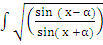 ∫ √((sin ( x− α))/(sin( x +α)))